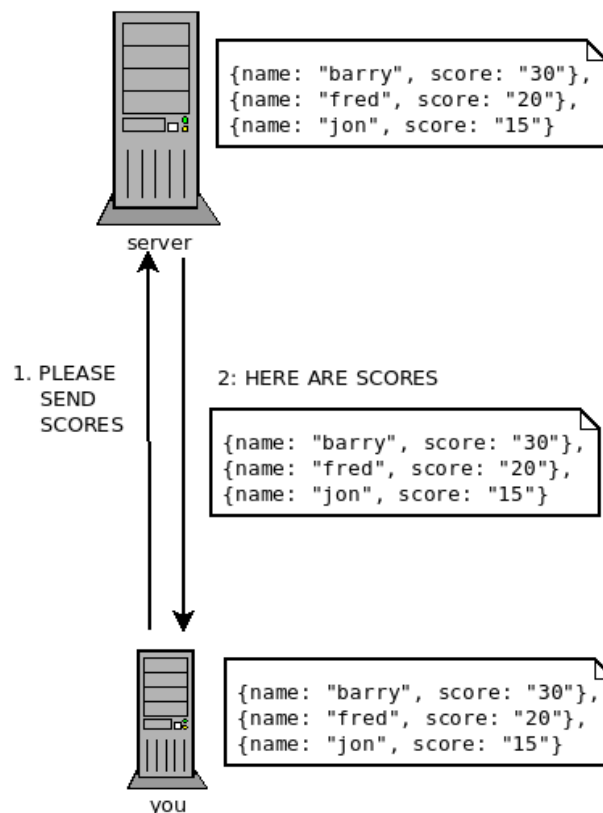 {name: "barry", score: "30"},
{name: "fred", score: "20"},
{name: "jon", score: "15"}
server
1. PLEASE
SEND
SCORES
2: HERE ARE SCORES
{name: "barry", score: "30"},
{name: "fred", score: "20"},
{name: "jon", score: "15"}
{name: "barry", score: "30"},
{name: "fred", score: "20"},
{name: "jon", score: "15"}
you